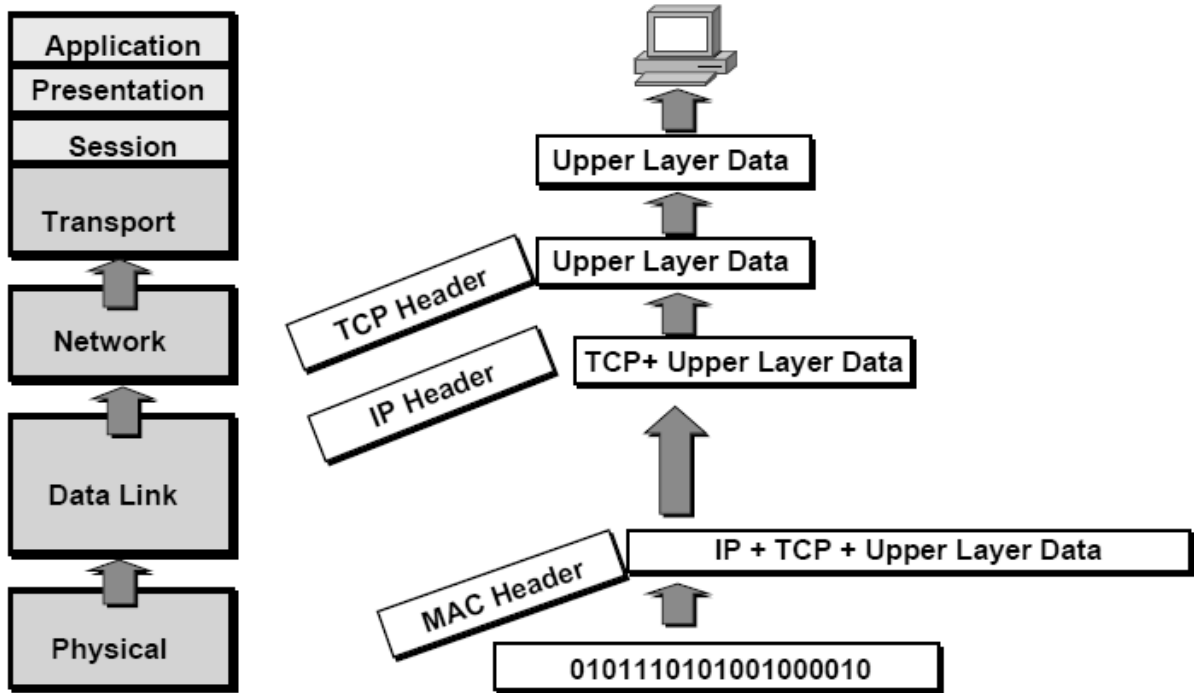 Application
Presentation
Session
Transport
Network
Data Link
Physical
Upper Layer Data
Upper Layer Data
TCP Header
TCP+ Upper Layer Data
IP Header
IP + TCP + Upper Layer Data
MAC Header
0101110101001000010